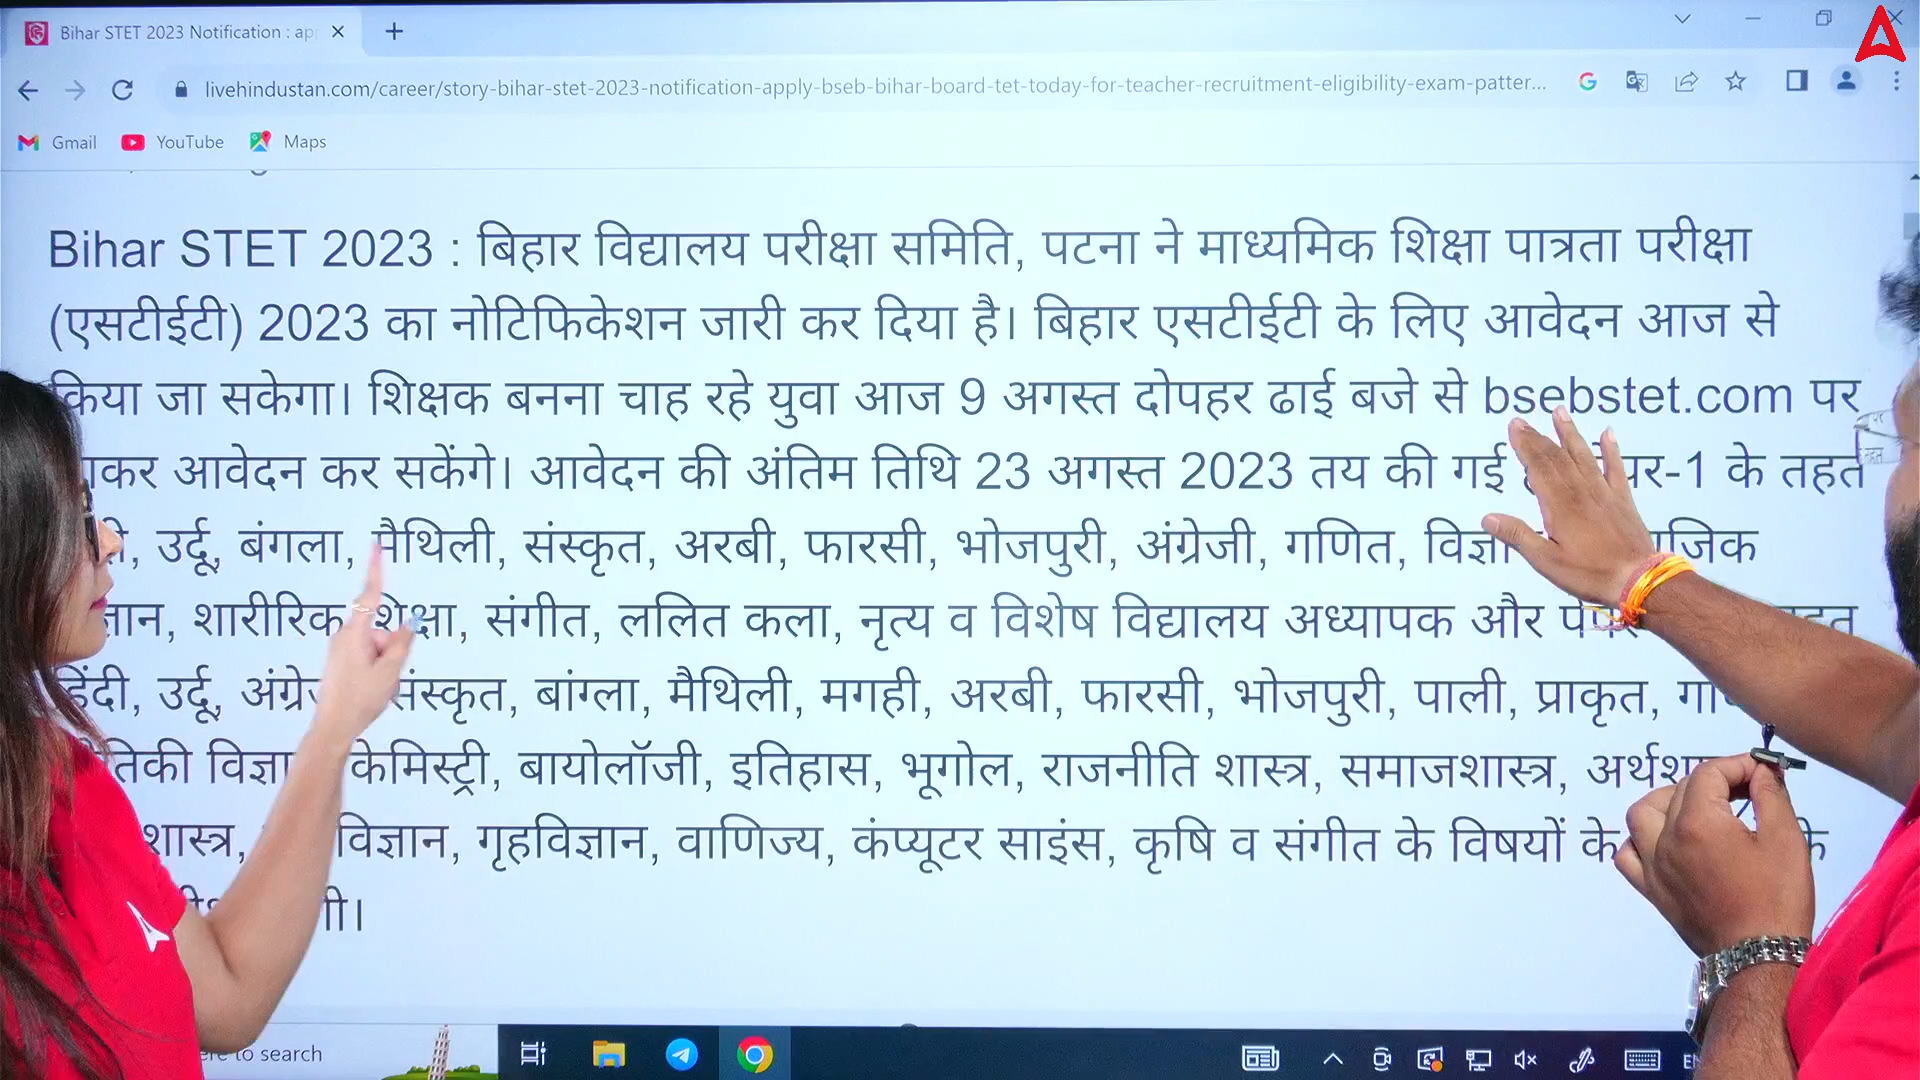 Bihar STET 2023 Notification : ap
livehindustan.com/career/story-bihar-stet-2023-notification-apply-bseb-bihar-board-tet-today-for-teacher-recruitment-eligibility-exam-patter...
Gmail YouTube Maps
Bihar STET 2023 : बिहार विद्यालय परीक्षा समिति, पटना ने माध्यमिक शिक्षा पात्रता परीक्षा
(एसटीईटी) 2023 का नोटिफिकेशन जारी कर दिया है। बिहार एसटीईटी के लिए आवेदन आज से
किया जा सकेगा। शिक्षक बनना चाह रहे युवा आज 9 अगस्त दोपहर ढाई बजे से bsebstet.com पर
आवेदन कर सकेंगे। आवेदन की अंतिम तिथि 23 अगस्त 2023 तय की गई के तहत
उर्दू, बंगला, मैथिली, संस्कृत, अरबी, फारसी, भोजपुरी, अंग्रेजी, गणित,
शारीरिक शिक्षा, संगीत, ललित कला, नृत्य व विशेष विद्यालय अध्यापक और
हिंदी, उर्दू, संस्कृत, बांग्ला, मैथिली, मगही, अरबी, फारसी, भोजपुरी, पाली, प्राकृत,
केमिस्ट्री, बायोलॉजी, इतिहास, भूगोल, राजनीति शास्त्र, समाजशास्त्र,
शास्त्र, विज्ञान, गृहविज्ञान, वाणिज्य, कंप्यूटर साइंस, कृषि व संगीत के विषयों के
to search